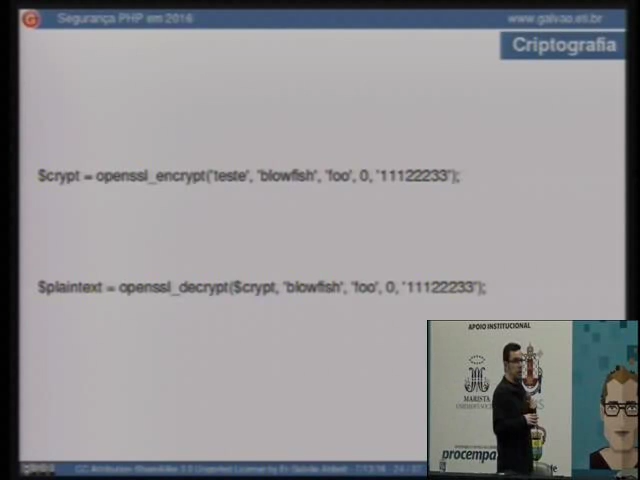 Segurança PHP em 2016
www.galvao.eti.br
Criptografia
$crypt = openssl_encrypt('teste', 'blowfish', 'foo', 0, '11122233');
$plaintext = openssl_decrypt($crypt, 'blowfish', 'foo', 0, '11122233');
APOIO INSTITUCIONAL
MARISTA
procempa